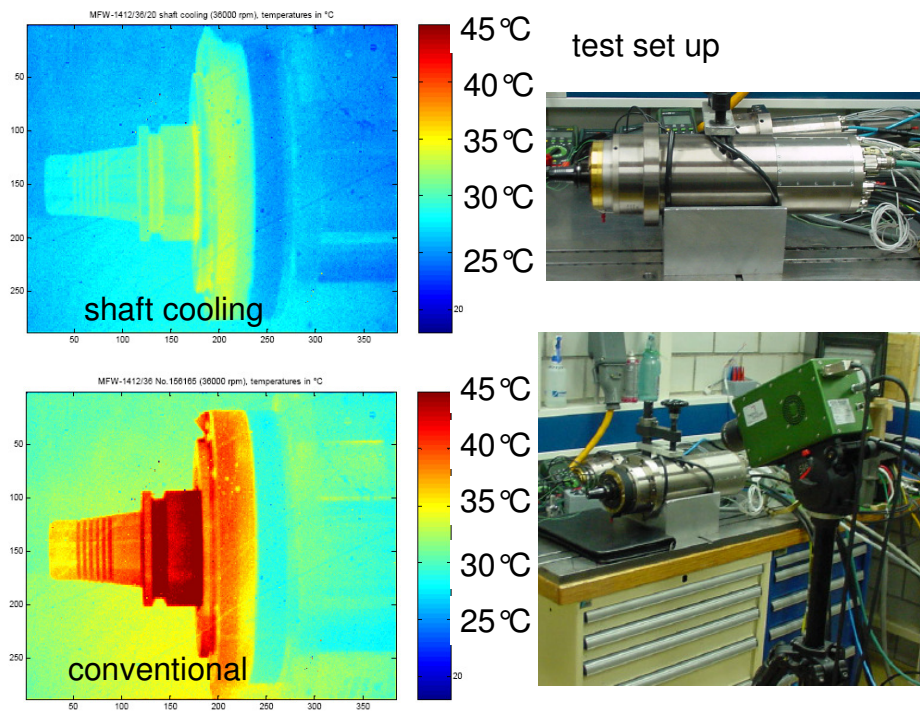 MFW-1412/36/20 shaft cooling (36000 rpm), temperatures in °C
50
100
150
200
250
50 100 150 200 250 300 350
shaft cooling
45°C
40°C
35°C
30°C
25°C
20
test set up
MFW-1412/36 No.156165 (36000 rpm), temperatures in °C
50
100
150
200
250
50 100 150 200 250 300 350
conventional
45°C
40°C
35°C
30°C
25°C
20